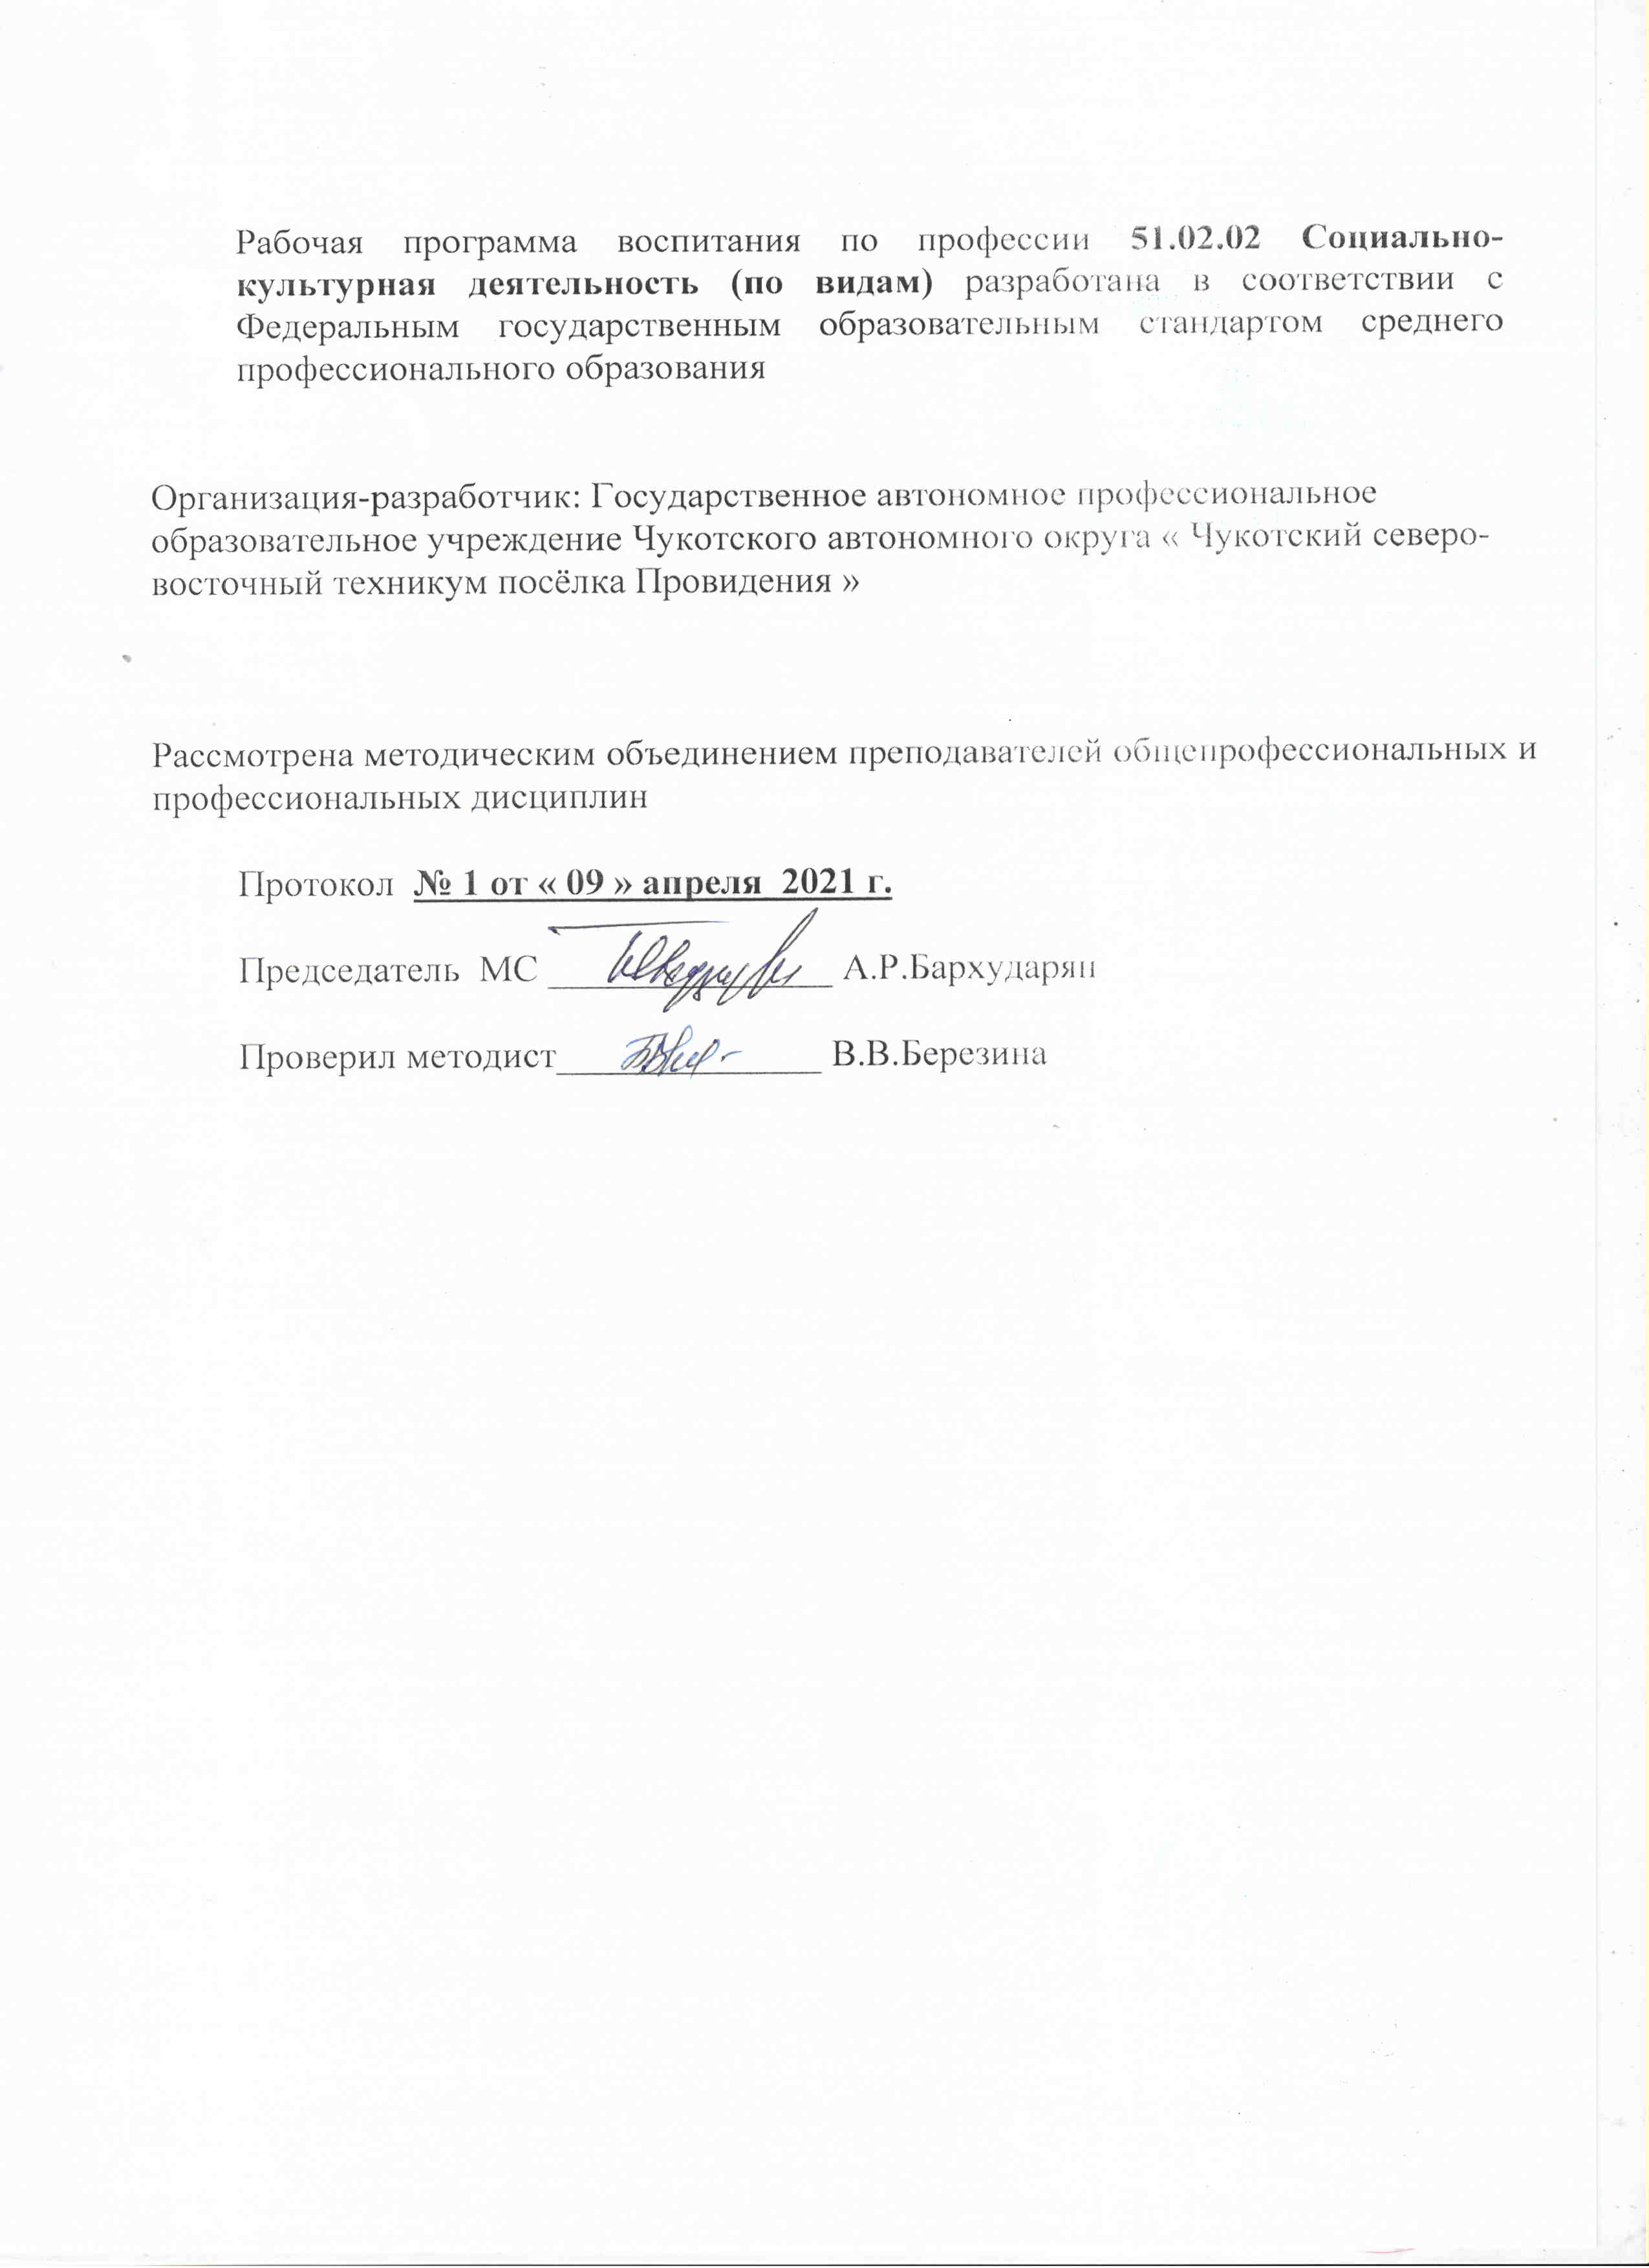 Рабочая программа воспитания по профессии 51.02.02 Социально-
культурная деятельность (по видам) разработана в соответствии с
Федеральным государственным образовательным стандартом среднего
профессионального образования
Организация-разработчик: Государственное автономное профессиональное
образовательное учреждение Чукотского автономного округа « Чукотский северо-
восточный техникум посёлка Провидения »
Рассмотрена методическим объединением преподавателей общепрофессиональных и
профессиональных дисциплин
Протокол № 1 от « 09 » апреля 2021 г.
Председатель МС ________________ А.Р.Бархударян
Проверил методист_______________ В.В.Березина